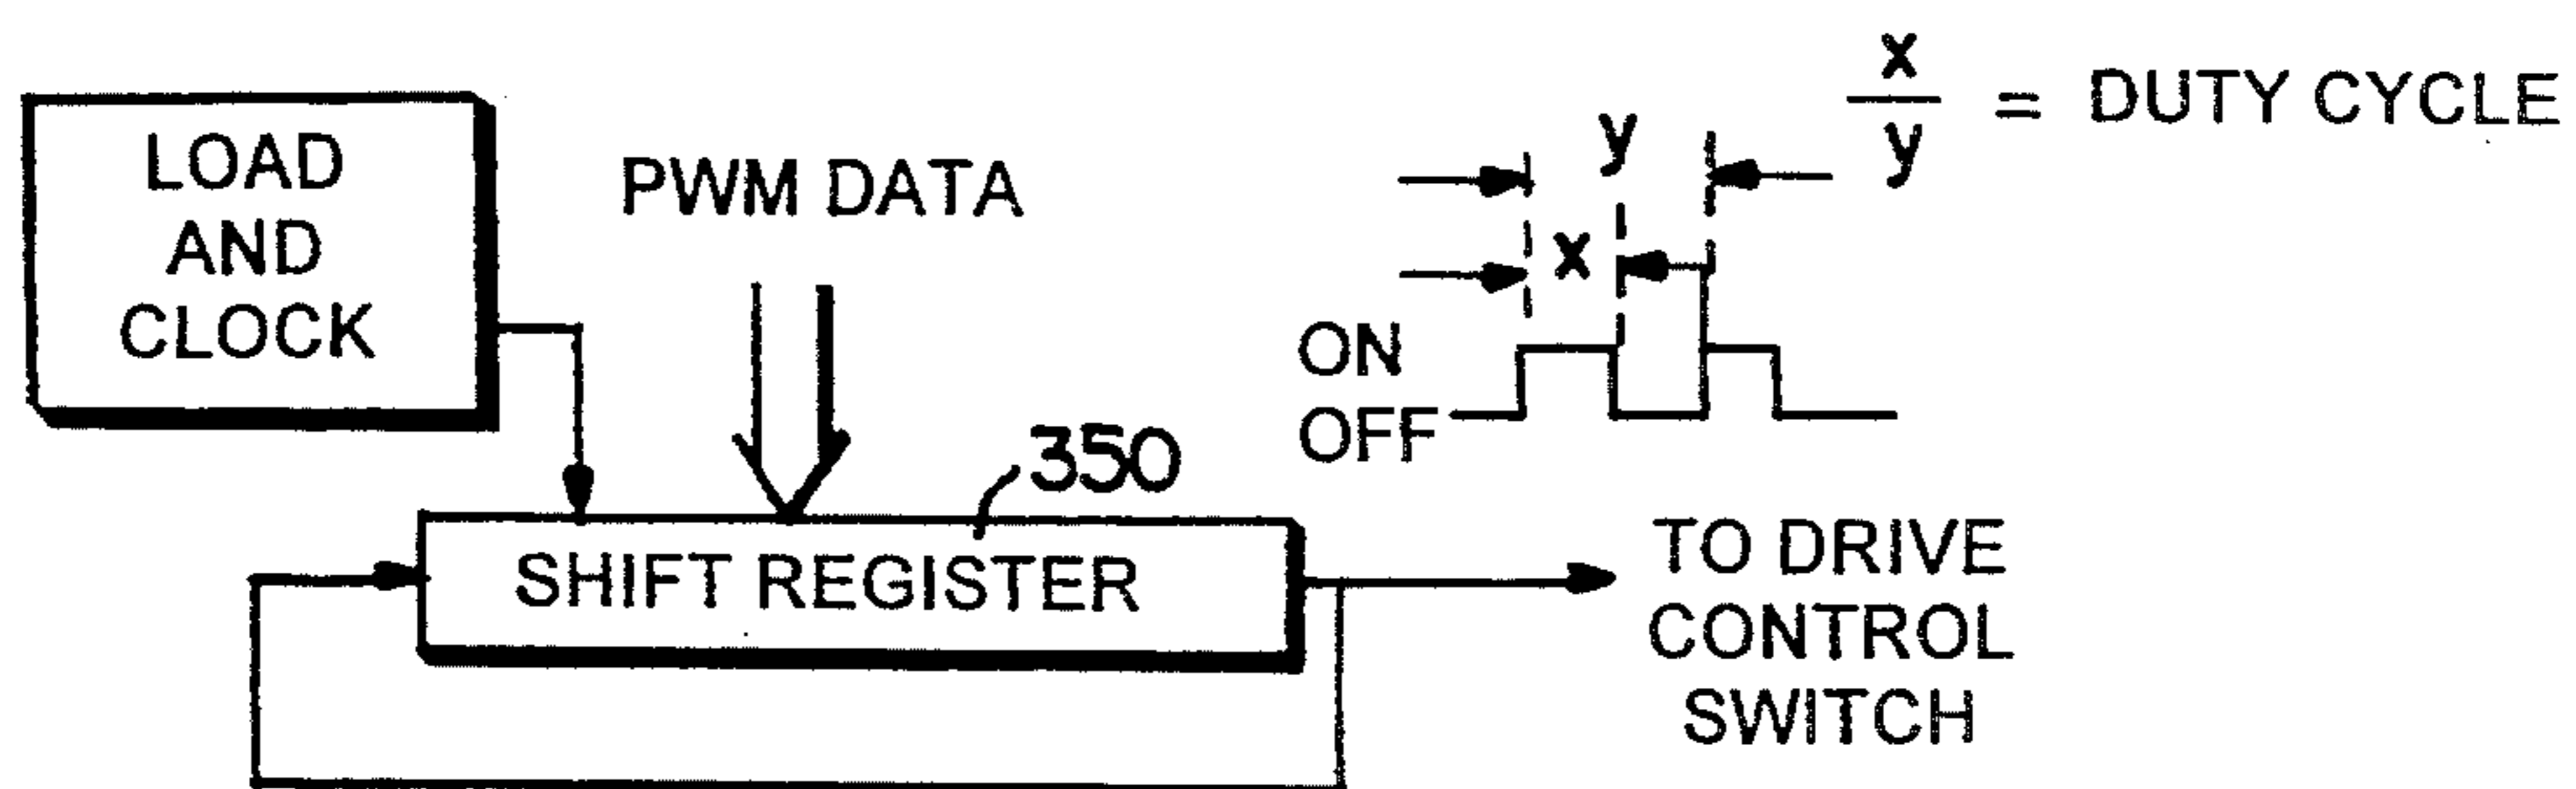 LOAD
AND
CLOCK
PWM DATA
x
y = DUTY CYCLE
y
x
ON
OFF
350
SHIFT REGISTER
TO DRIVE
CONTROL
SWITCH